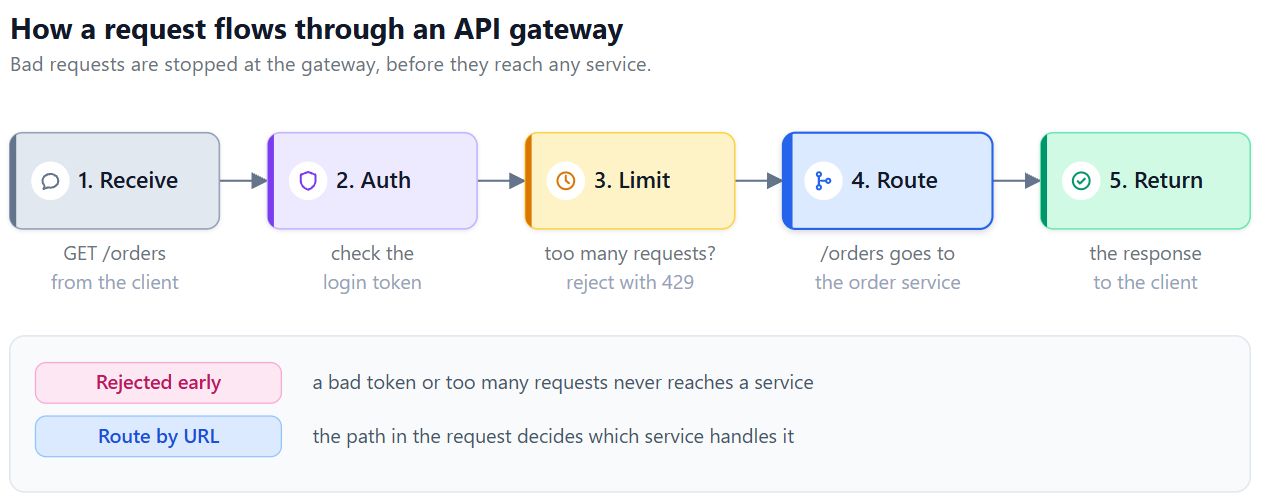 How a request flows through an API gateway
Bad requests are stopped at the gateway, before they reach any service.
1. Receive
GET /orders
from the client
2. Auth
check the
login token
3. Limit
too many requests?
reject with 429
4. Route
/orders goes to
the order service
5. Return
the response
to the client
Rejected early
a bad token or too many requests never reaches a service
Route by URL
the path in the request decides which service handles it